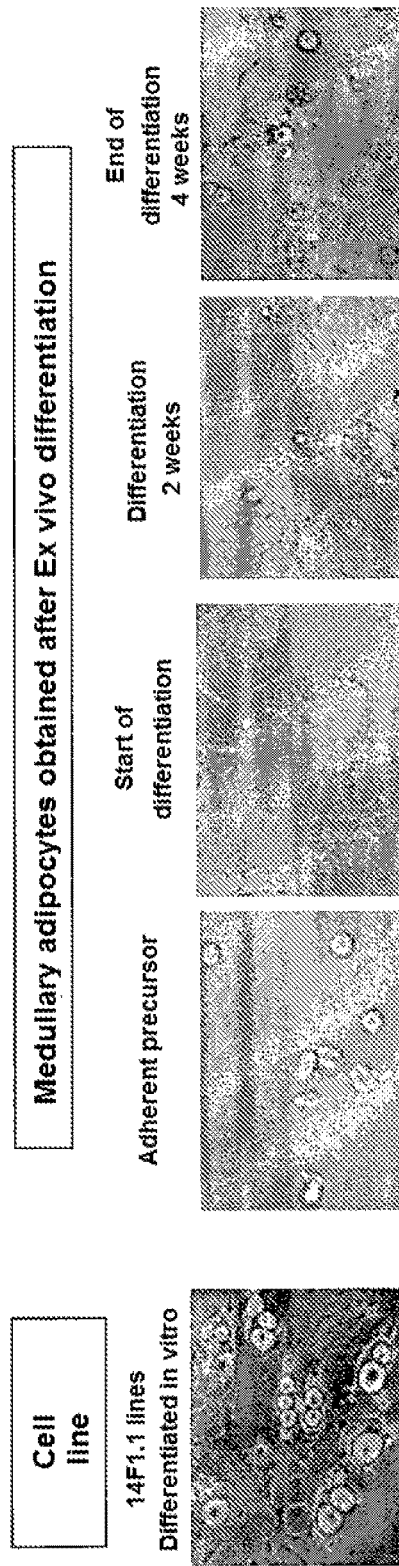 Cell
line
14F1.1 lines
Differentiated in vitro
Medullary adipocytes obtained after Ex vivo differentiation
Adherent precursor
Start of
differentiation
Differentiation
2 weeks
End of
differentiation
4 weeks